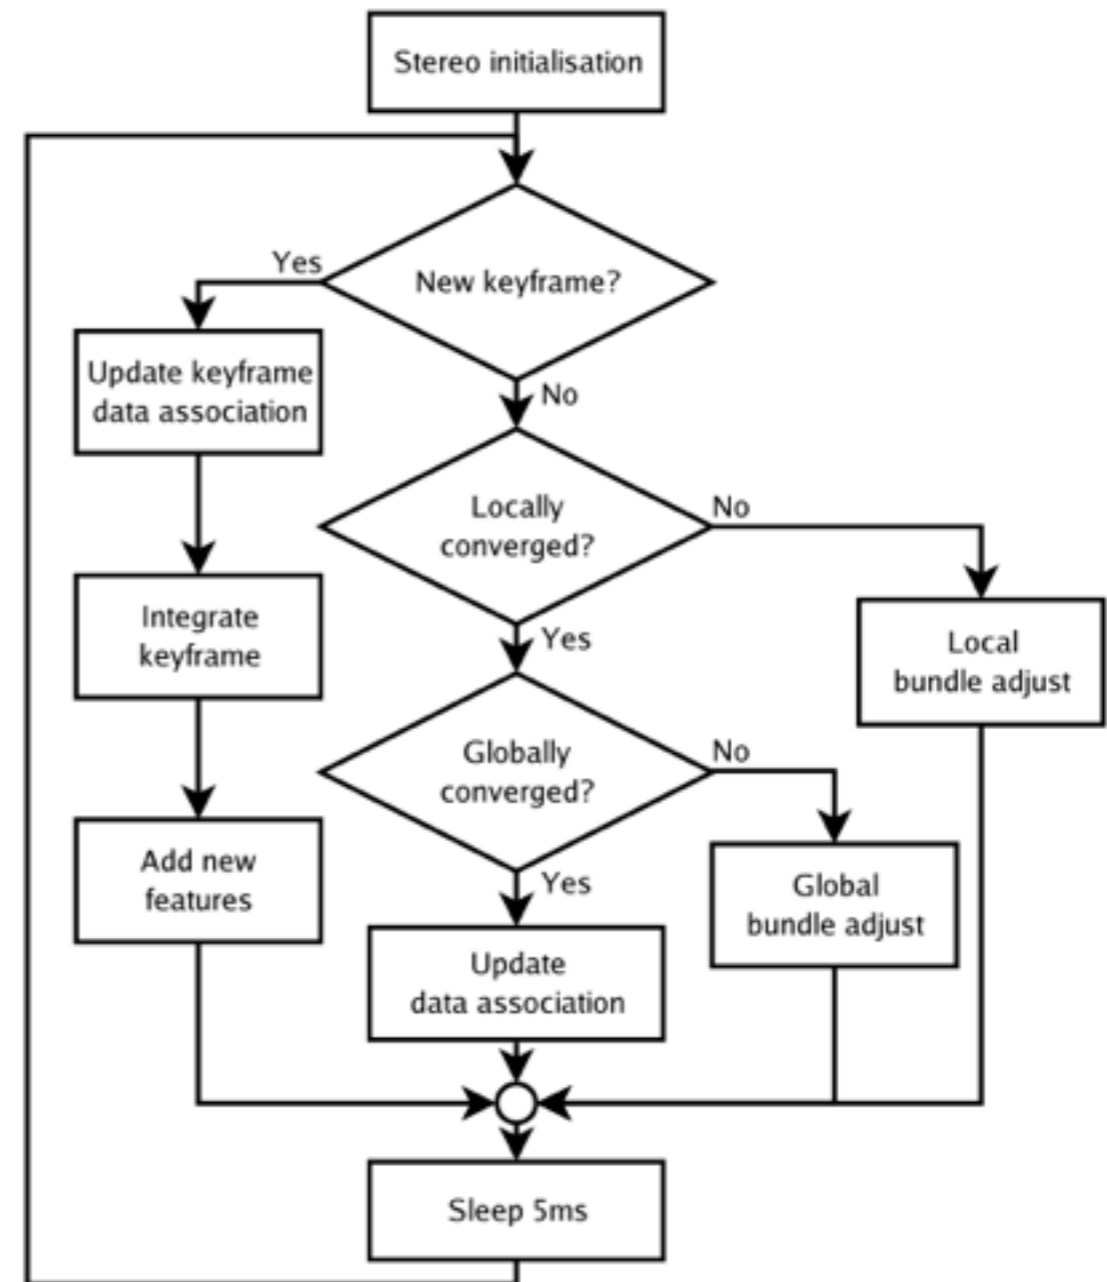 Stereo initialisation
New keyframe?
Yes
No
Update keyframe
data association
Locally
converged?
No
Yes
Integrate
keyframe
Local
bundle adjust
Globally
converged?
No
Yes
Add new
features
Global
bundle adjust
Update
data association
Sleep 5ms